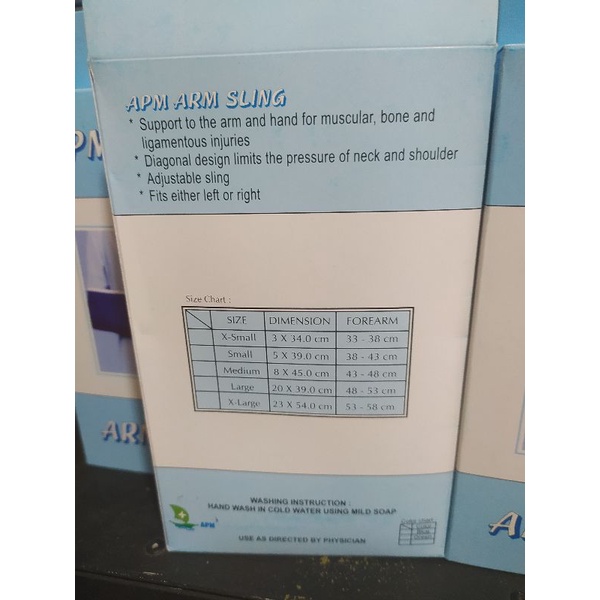 APM ARM SLING
* Support to the arm and hand for muscular, bone and
ligamentous injuries
* Diagonal design limits the pressure of neck and shoulder
* Adjustable sling
* Fits either left or right
Size Chart :
SIZE DIMENSION FOREARM
X-Small 3 X 34.0 cm 33 - 38 cm
Small 5 X 39.0 cm 38 - 43 cm
Medium 8 X 45.0 cm 43 - 48 cm
Large 20 X 39.0 cm 48 - 53 cm
X-Large 23 X 54.0 cm 53 - 58 cm
WASHING INSTRUCTION :
HAND WASH IN COLD WATER USING MILD SOAP
APM
USE AS DIRECTED BY PHYSICIAN